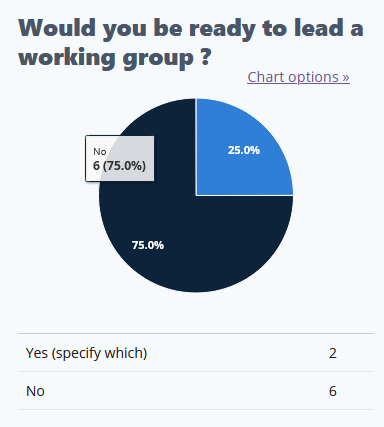 Would you be ready to lead a
working group ?
Chart options »
No
6 (75.0%)
25.0%
75.0%
Yes (specify which) 2
No 6